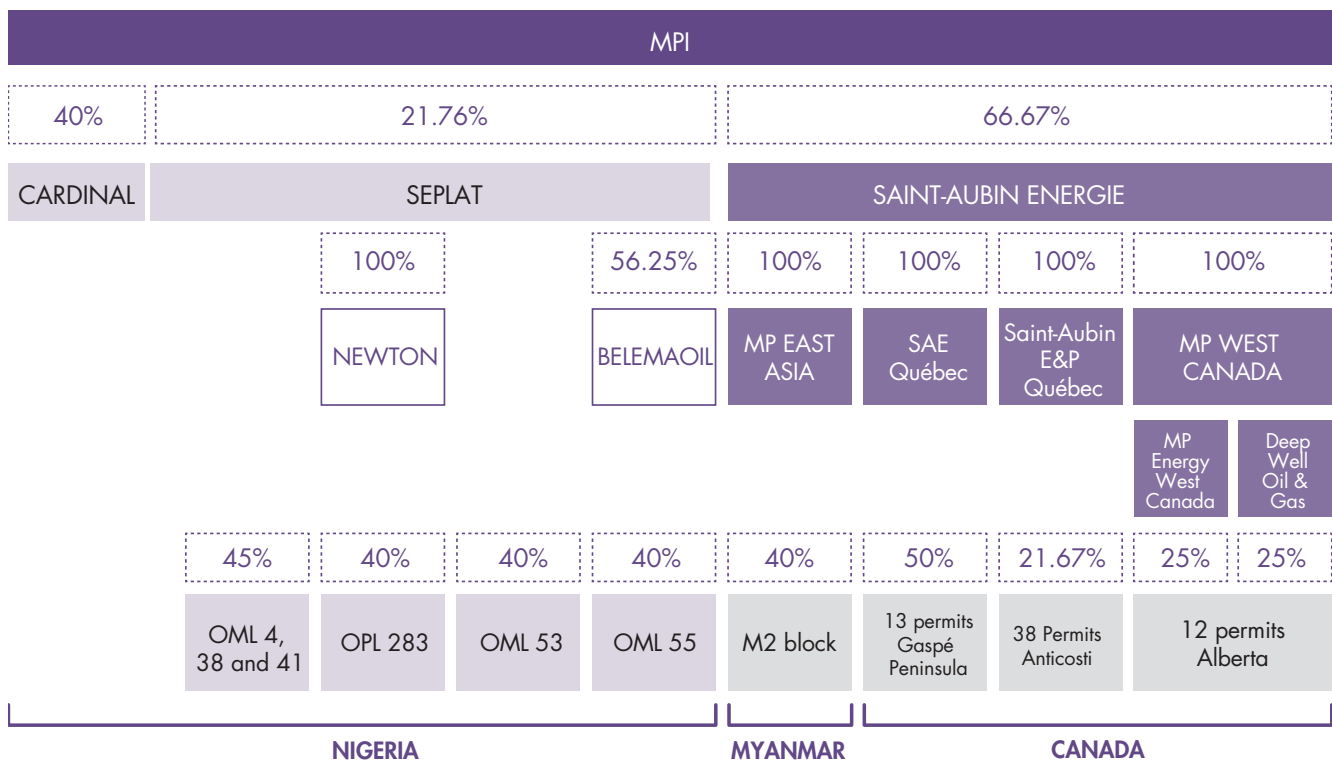 MPI
40%
21.76%
66.67%
CARDINAL
SEPLAT
SAINT-AUBIN ENERGIE
100%
56.25%
100%
100%
100%
100%
NEWTON
BELEMAOIL
MP EAST
ASIA
SAE
Québec
Saint-Aubin
E&P
Québec
MP WEST
CANADA
MP
Energy
West
Canada
Deep
Well
Oil &
Gas
45%
40%
40%
40%
40%
50%
21.67%
25%
25%
OML 4,
38 and 41
OPL 283
OML 53
OML 55
M2 block
13 permits
Gaspé
Peninsula
38 Permits
Anticosti
12 permits
Alberta
NIGERIA
MYANMAR
CANADA